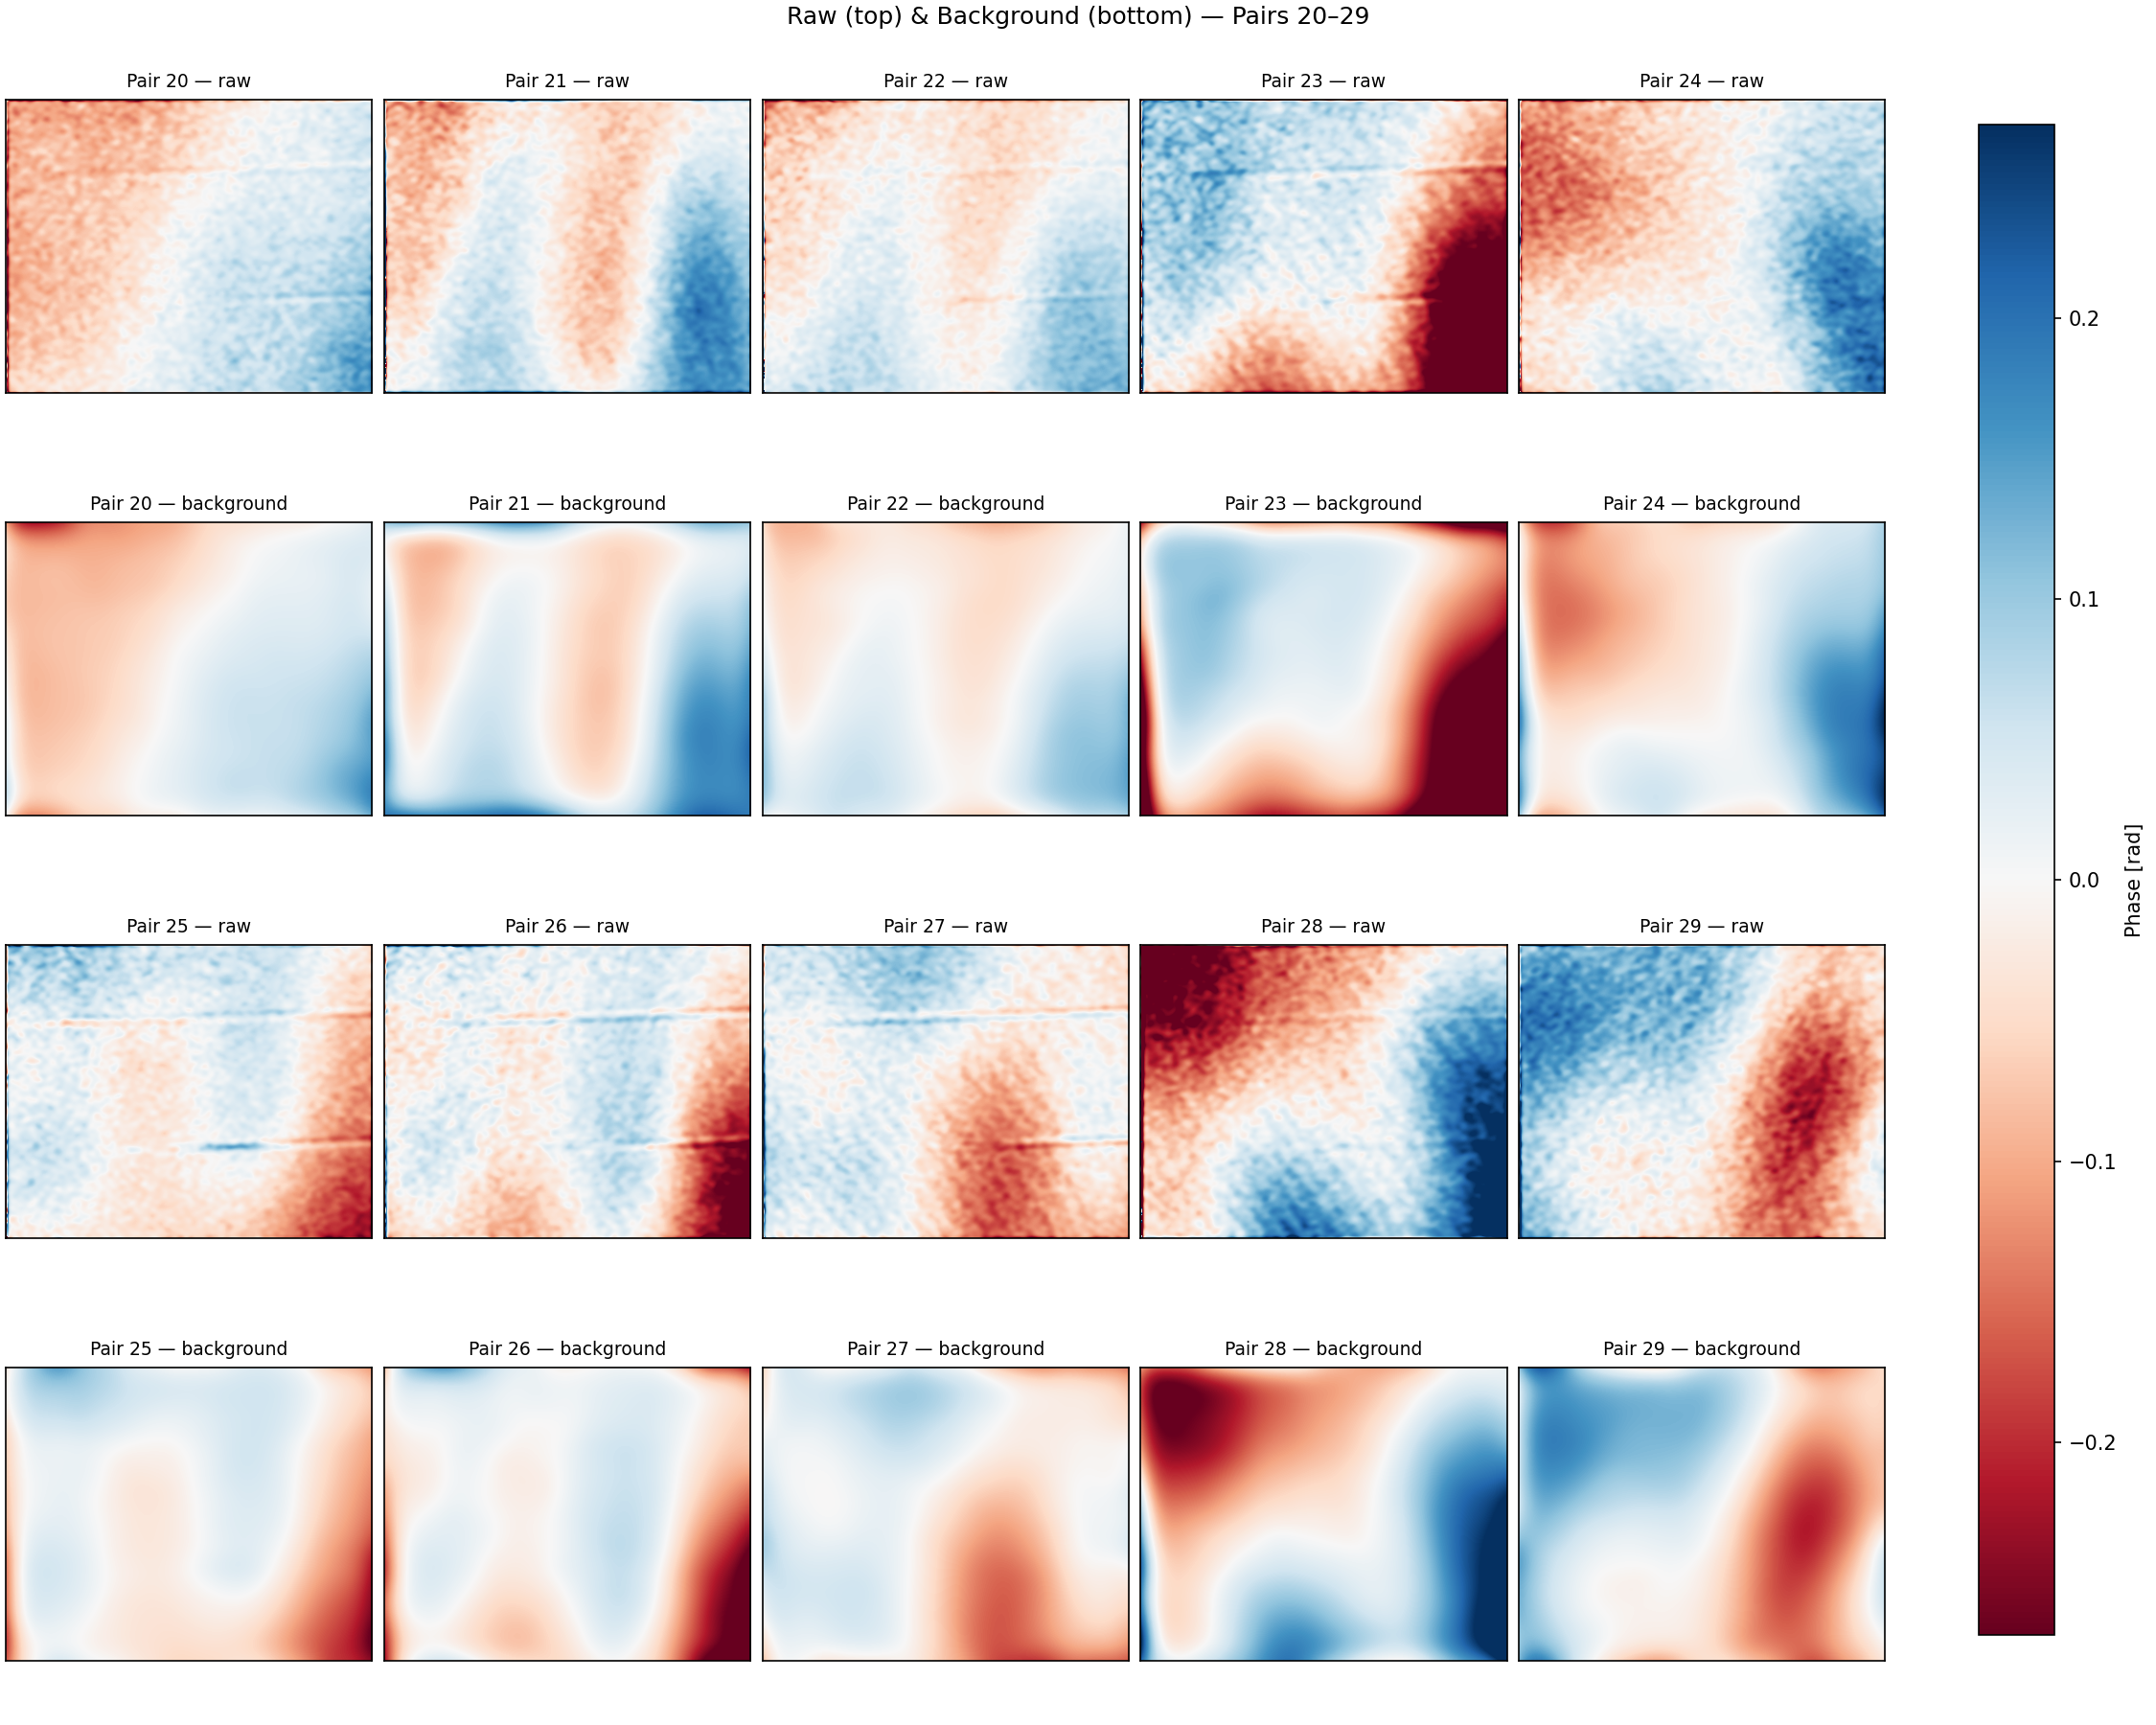 Raw (top) & Background (bottom) — Pairs 20–29
Pair 20 — raw
Pair 21 — raw
Pair 22 — raw
Pair 23 — raw
Pair 24 — raw
Pair 20 — background
Pair 21 — background
Pair 22 — background
Pair 23 — background
Pair 24 — background
Pair 25 — raw
Pair 26 — raw
Pair 27 — raw
Pair 28 — raw
Pair 29 — raw
Pair 25 — background
Pair 26 — background
Pair 27 — background
Pair 28 — background
Pair 29 — background
0.2
0.1
0.0
−0.1
−0.2
Phase [rad]